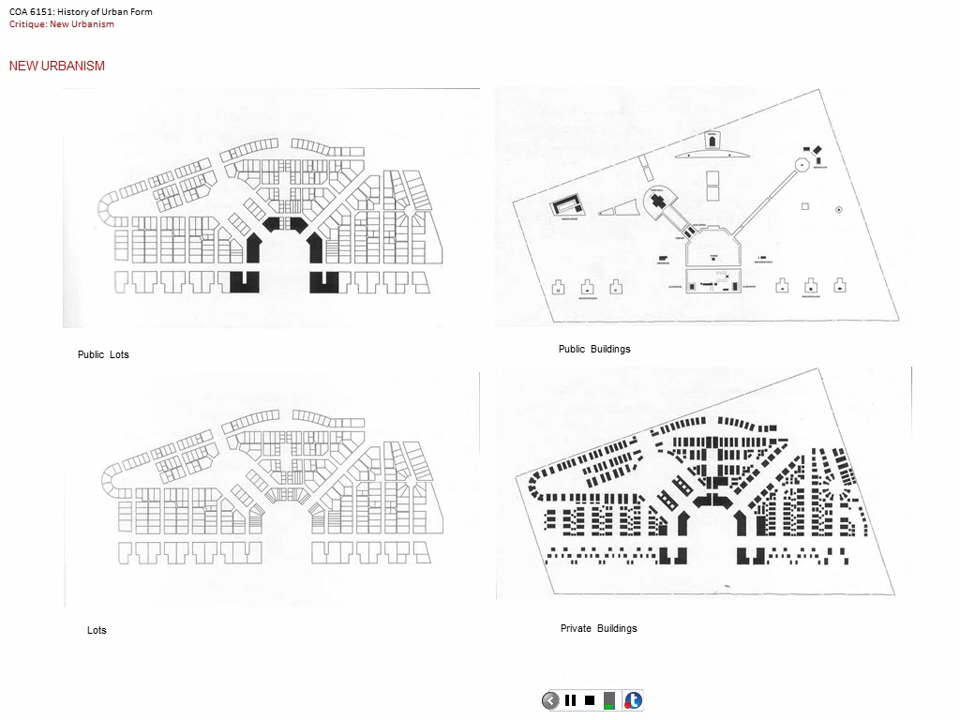 COA 6151: History of Urban Form
Critique: New Urbanism
NEW URBANISM
Public Lots
Public Buildings
Lots
Private Buildings